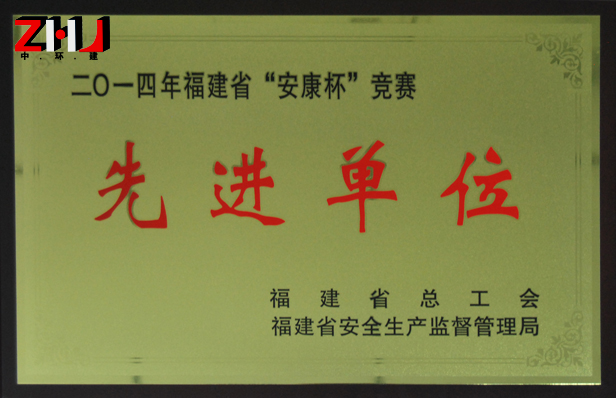 ZHJ
中.环.建
二〇一四年福建省“安康杯”竞赛
先进单位
福建省总工会
福建省安全生产监督管理局